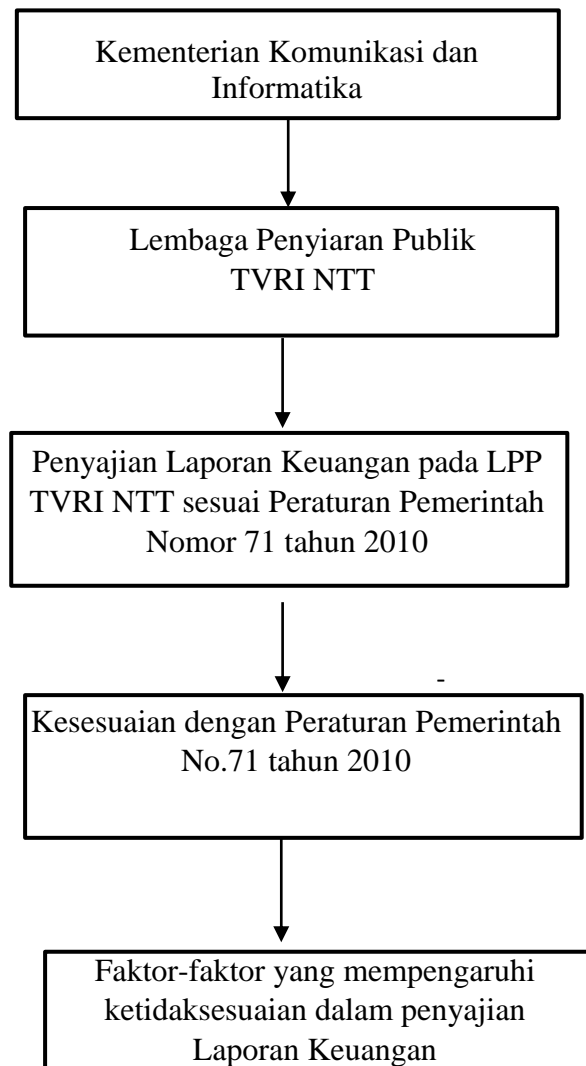 Kementerian Komunikasi dan
Informatika
Lembaga Penyiaran Publik
TVRI NTT
Penyajian Laporan Keuangan pada LPP
TVRI NTT sesuai Peraturan Pemerintah
Nomor 71 tahun 2010
-
Kesesuaian dengan Peraturan Pemerintah
No.71 tahun 2010
Faktor-faktor yang mempengaruhi
ketidaksesuaian dalam penyajian
Laporan Keuangan